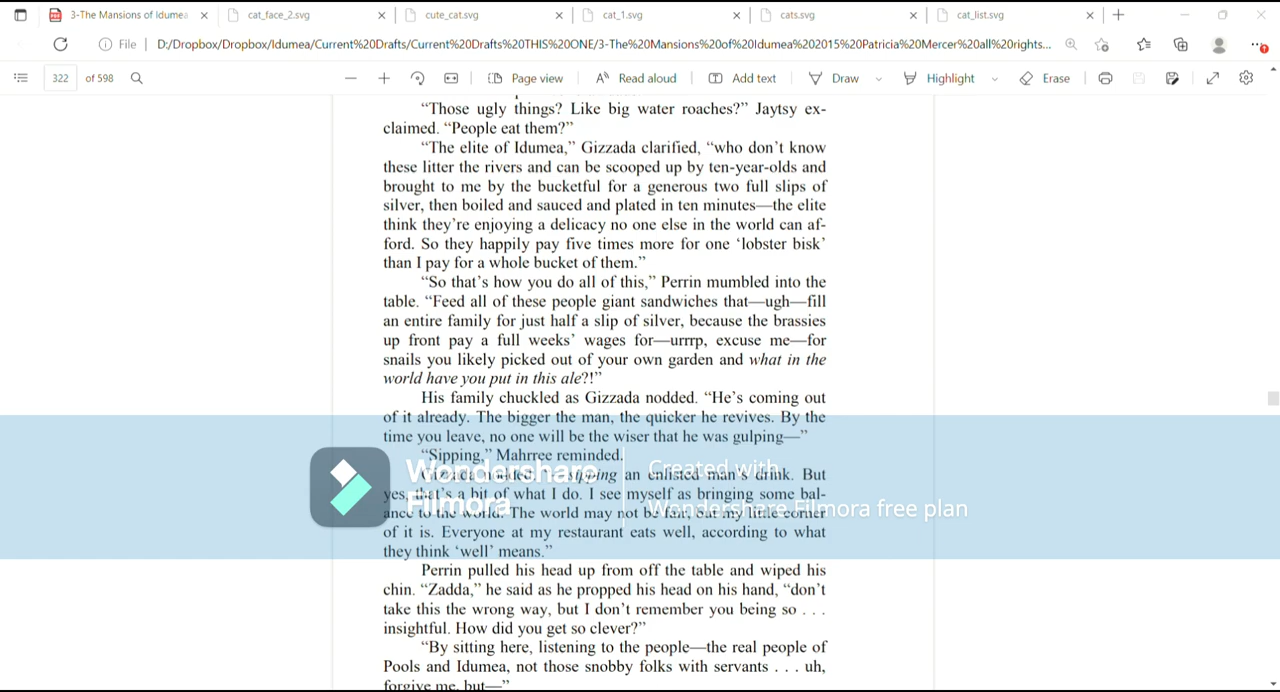 3-The Mansions of Idumea
cat_face_2.svg
cute_cat.svg
cat_1.svg
cats.svg
cat_list.svg
File
D:/Dropbox/Dropbox/Idumea/Current%20Drafts/Current%20Drafts%20THIS%20ONE/3-The%20Mansions%20of%20Idumea%202015%20Patricia%20Mercer%20all%20rights...
322 of 598
Page view
Read aloud
Add text
Draw
Highlight
Erase
“Those ugly things? Like big water roaches?” Jaytsy ex-
claimed. “People eat them?”
“The elite of Idumea,” Gizzada clarified, “who don’t know
these litter the rivers and can be scooped up by ten-year-olds and
brought to me by the bucketful for a generous two full slips of
silver, then boiled and sauced and plated in ten minutes—the elite
think they’re enjoying a delicacy no one else in the world can af-
ford. So they happily pay five times more for one ‘lobster bisk’
than I pay for a whole bucket of them.”
“So that’s how you do all of this,” Perrin mumbled into the
table. “Feed all of these people giant sandwiches that—ugh—fill
an entire family for just half a slip of silver, because the brassies
up front pay a full weeks’ wages for—urrrp, excuse me—for
snails you likely picked out of your own garden and what in the
world have you put in this ale?!”
His family chuckled as Gizzada nodded. “He’s coming out
of it already. The bigger the man, the quicker he revives. By the
time you leave, no one will be the wiser that he was gulping—”
“Sipping,” Mahrree reminded.
Gizzada nodded. “—sipping an enlisted man’s drink. But
yes, that’s a bit of what I do. I see myself as bringing some bal-
ance to the world. The world may not be fair, but my little corner
of it is. Everyone at my restaurant eats well, according to what
they think ‘well’ means.”
Wondershare
Filmora
Created with
Wondershare Filmora free plan
Perrin pulled his head up from off the table and wiped his
chin. “Zadda,” he said as he propped his head on his hand, “don’t
take this the wrong way, but I don’t remember you being so . . .
insightful. How did you get so clever?”
“By sitting here, listening to the people—the real people of
Pools and Idumea, not those snobby folks with servants . . . uh,
forgive me, but—”